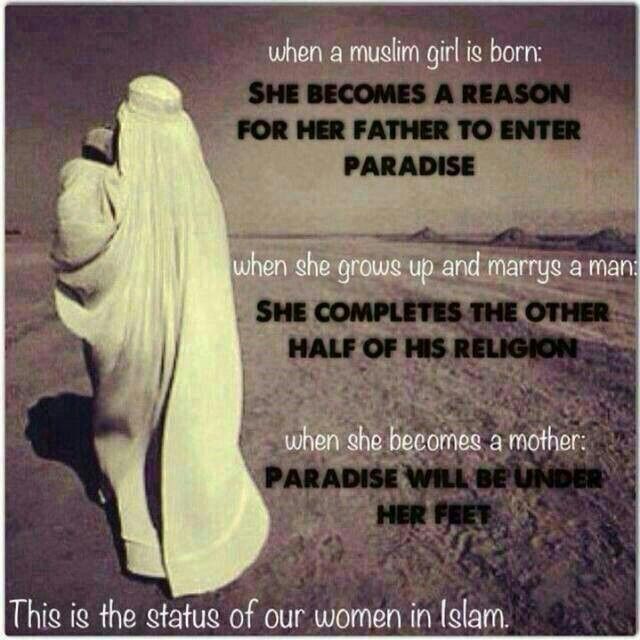 when a muslim girl is born:
SHE BECOMES A REASON
FOR HER FATHER TO ENTER
PARADISE
when she grows up and marrys a man:
SHE COMPLETES THE OTHER
HALF OF HIS RELIGION
when she becomes a mother:
PARADISE WILL BE UNDER
HER FEET
This is the status of our women in Islam.